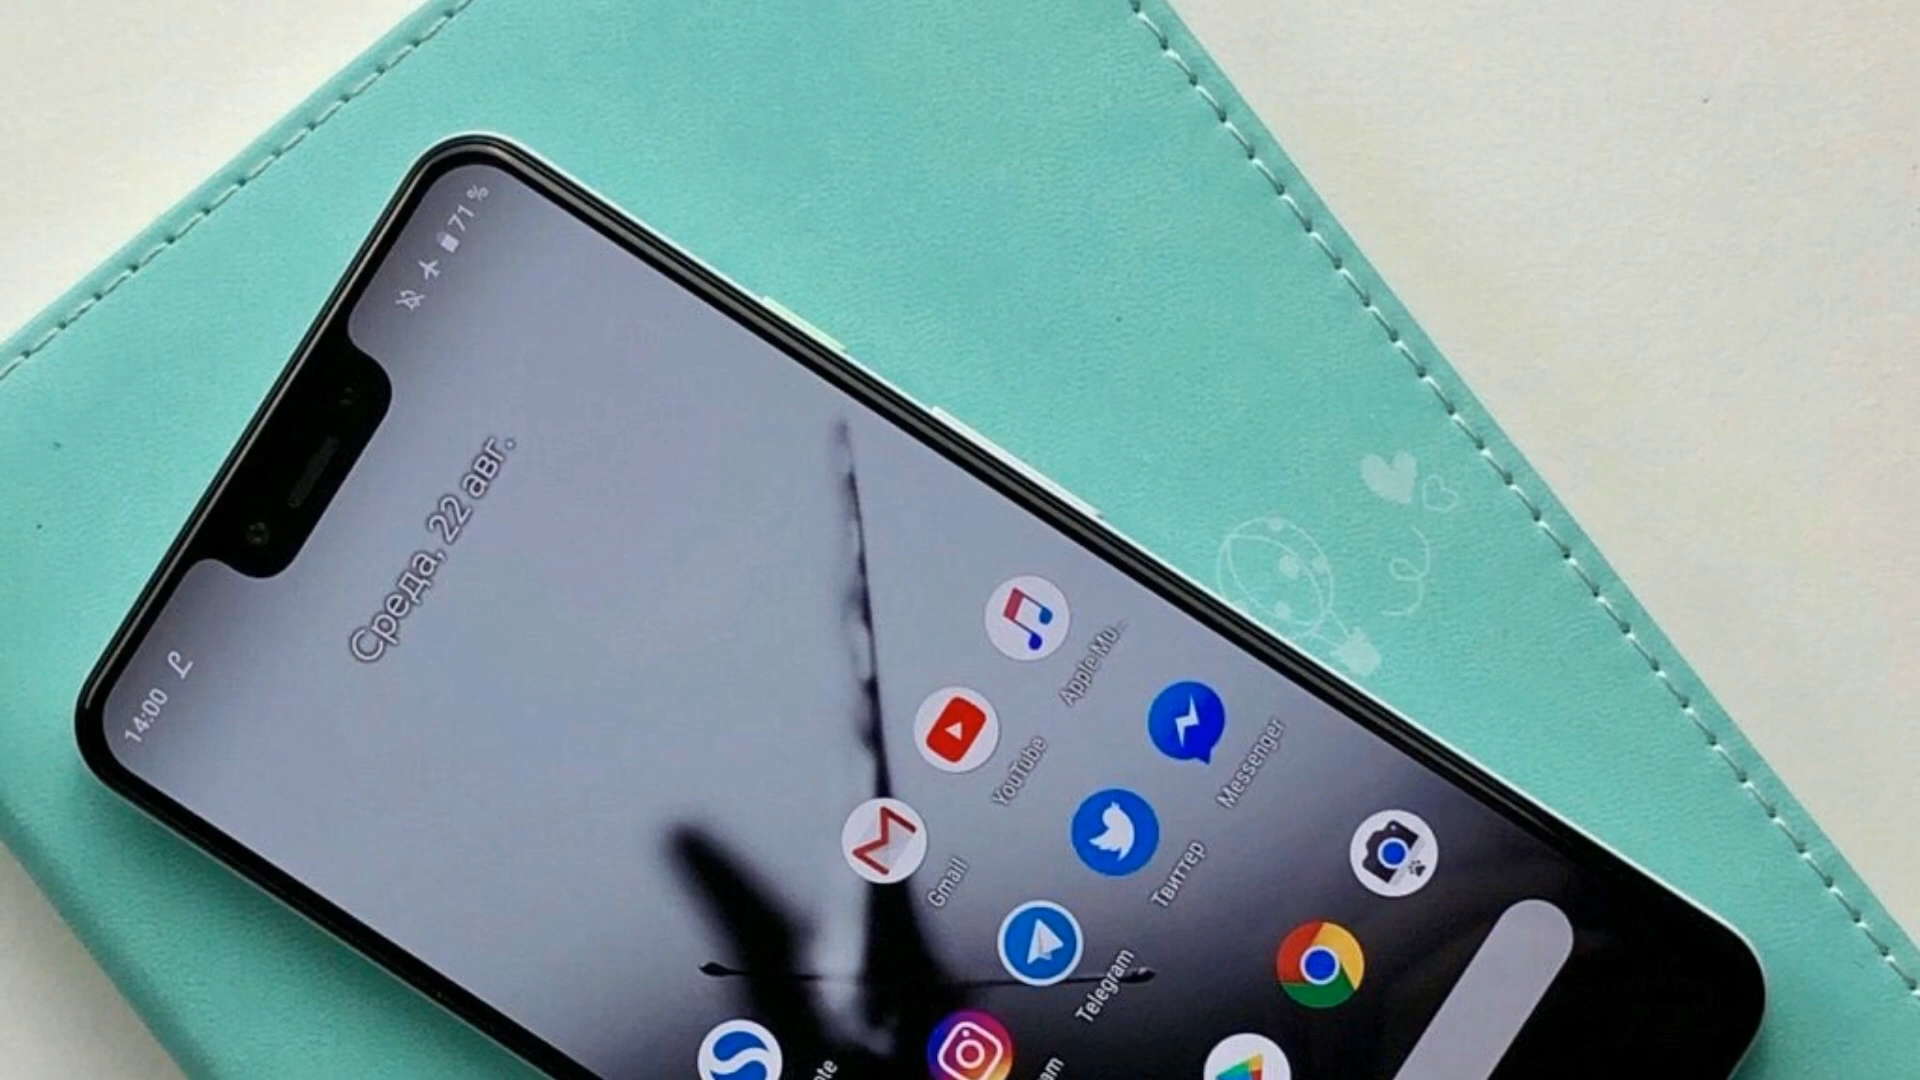 14:00
71 %
Среда, 22 авг.
Apple Mu...
YouTube
Gmail
Messenger
Твиттер
Telegram